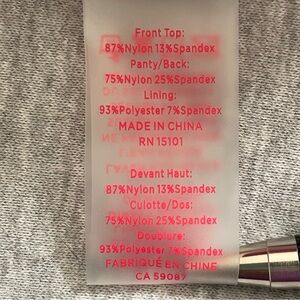 Front Top:
87%Nylon 13%Spandex
Panty/Back:
75%Nylon 25%Spandex
Lining:
93%Polyester 7%Spandex
MADE IN CHINA
RN 15101
Devant Haut:
87%Nylon 13%Spandex
Culotte/Dos:
75%Nylon 25%Spandex
Doublure:
93%Polyester 7%Spandex
FABRIQUÉ EN CHINE
CA 59087